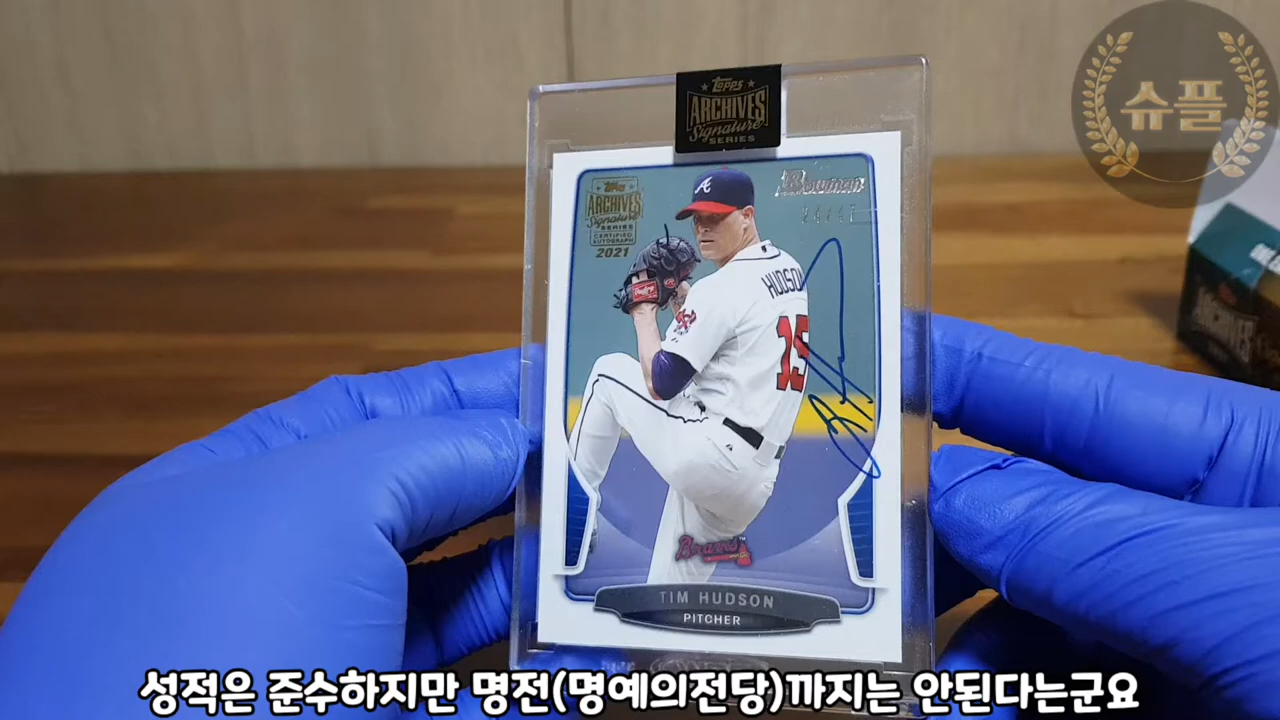 슈플
Topps
ARCHIVES
Signature
SERIES
Topps
ARCHIVES
Signature
SERIES
CERTIFIED
AUTOGRAPH
2021
Bowman
A
HUDSON
15
Rawlings
Braves
TIM HUDSON
PITCHER
ARCHIVES
성적은 준수하지만 명전(명예의전당)까지는 안된다는군요